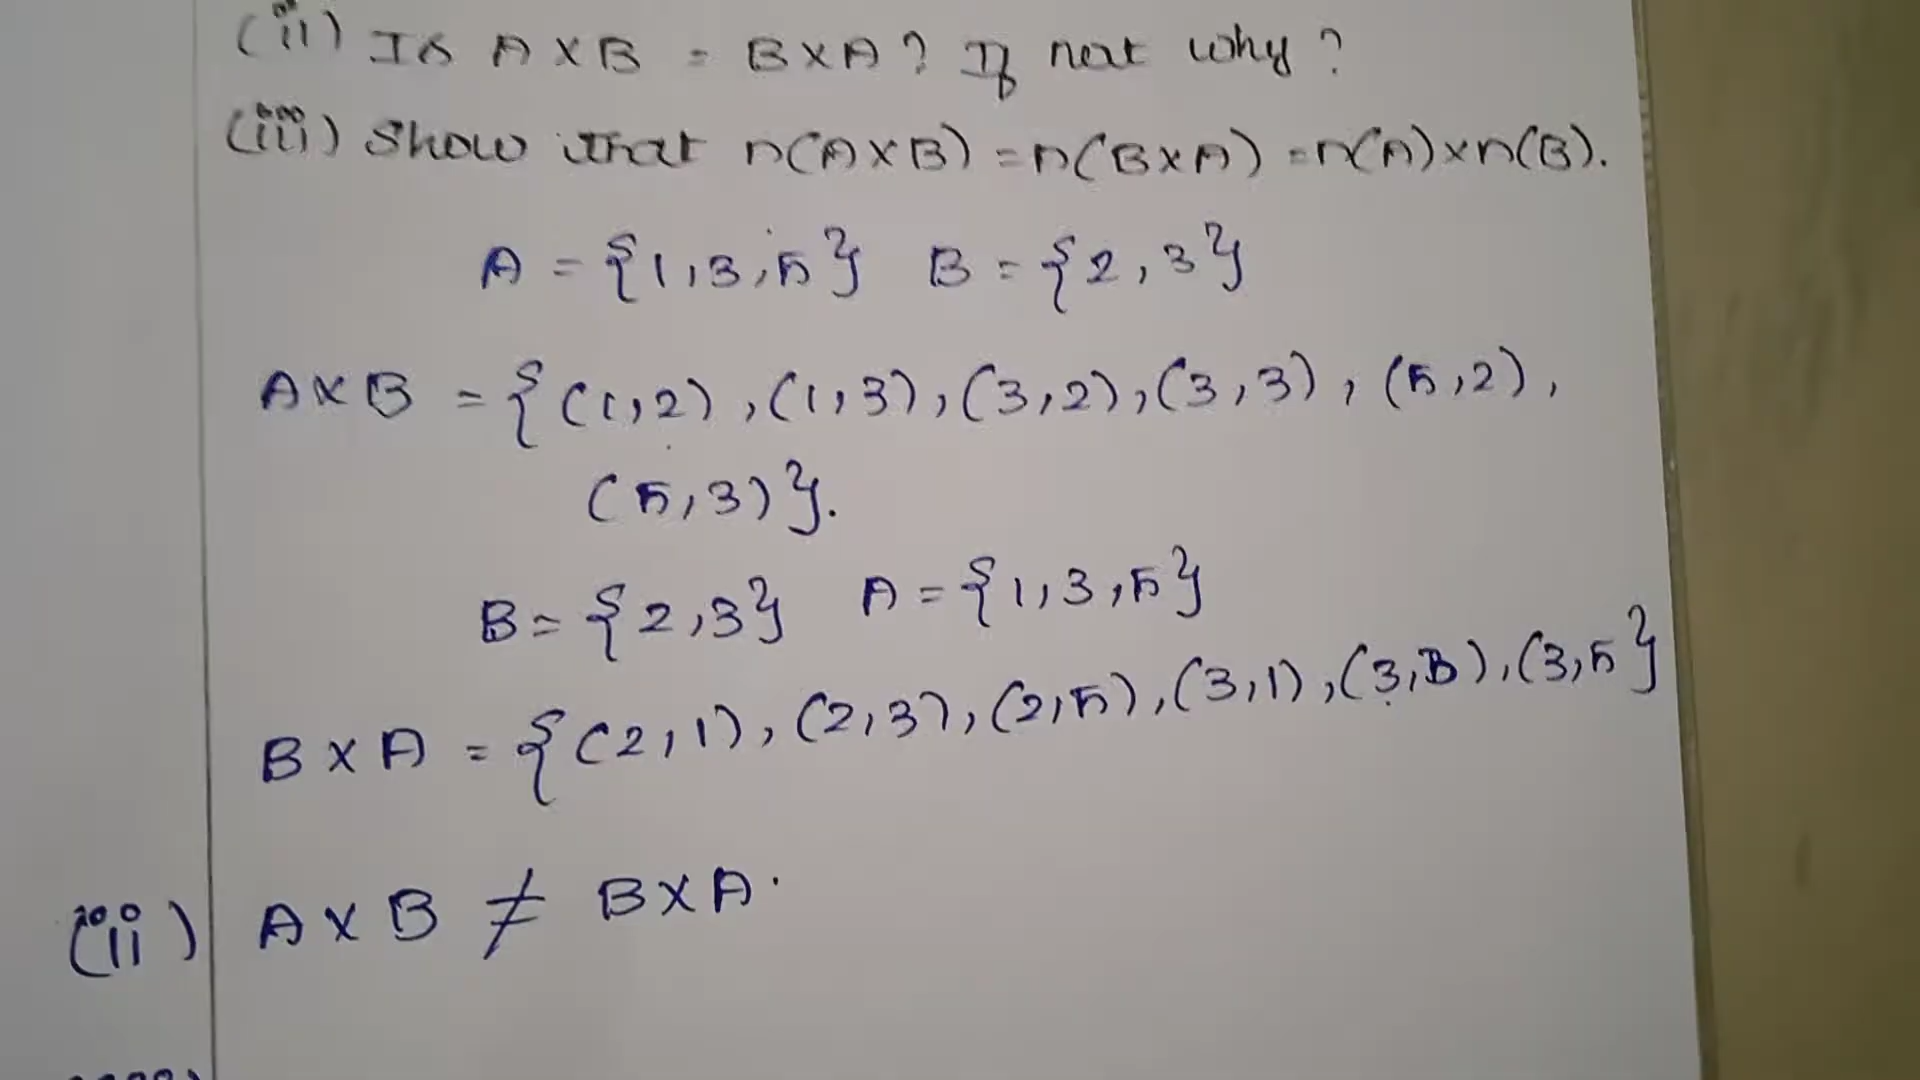 (ii) Is A × B = B × A ? If not why ?
(iii) Show that n(A×B) = n(B×A) = n(A)×n(B).
A = {1,3,5} B = {2,3}
A×B = {(1,2),(1,3),(3,2),(3,3),(5,2),
(5,3)}.
B = {2,3} A = {1,3,5}
B × A = {(2,1),(2,3),(2,5),(3,1),(3,3),(3,5}
(ii) A × B ≠ B × A.